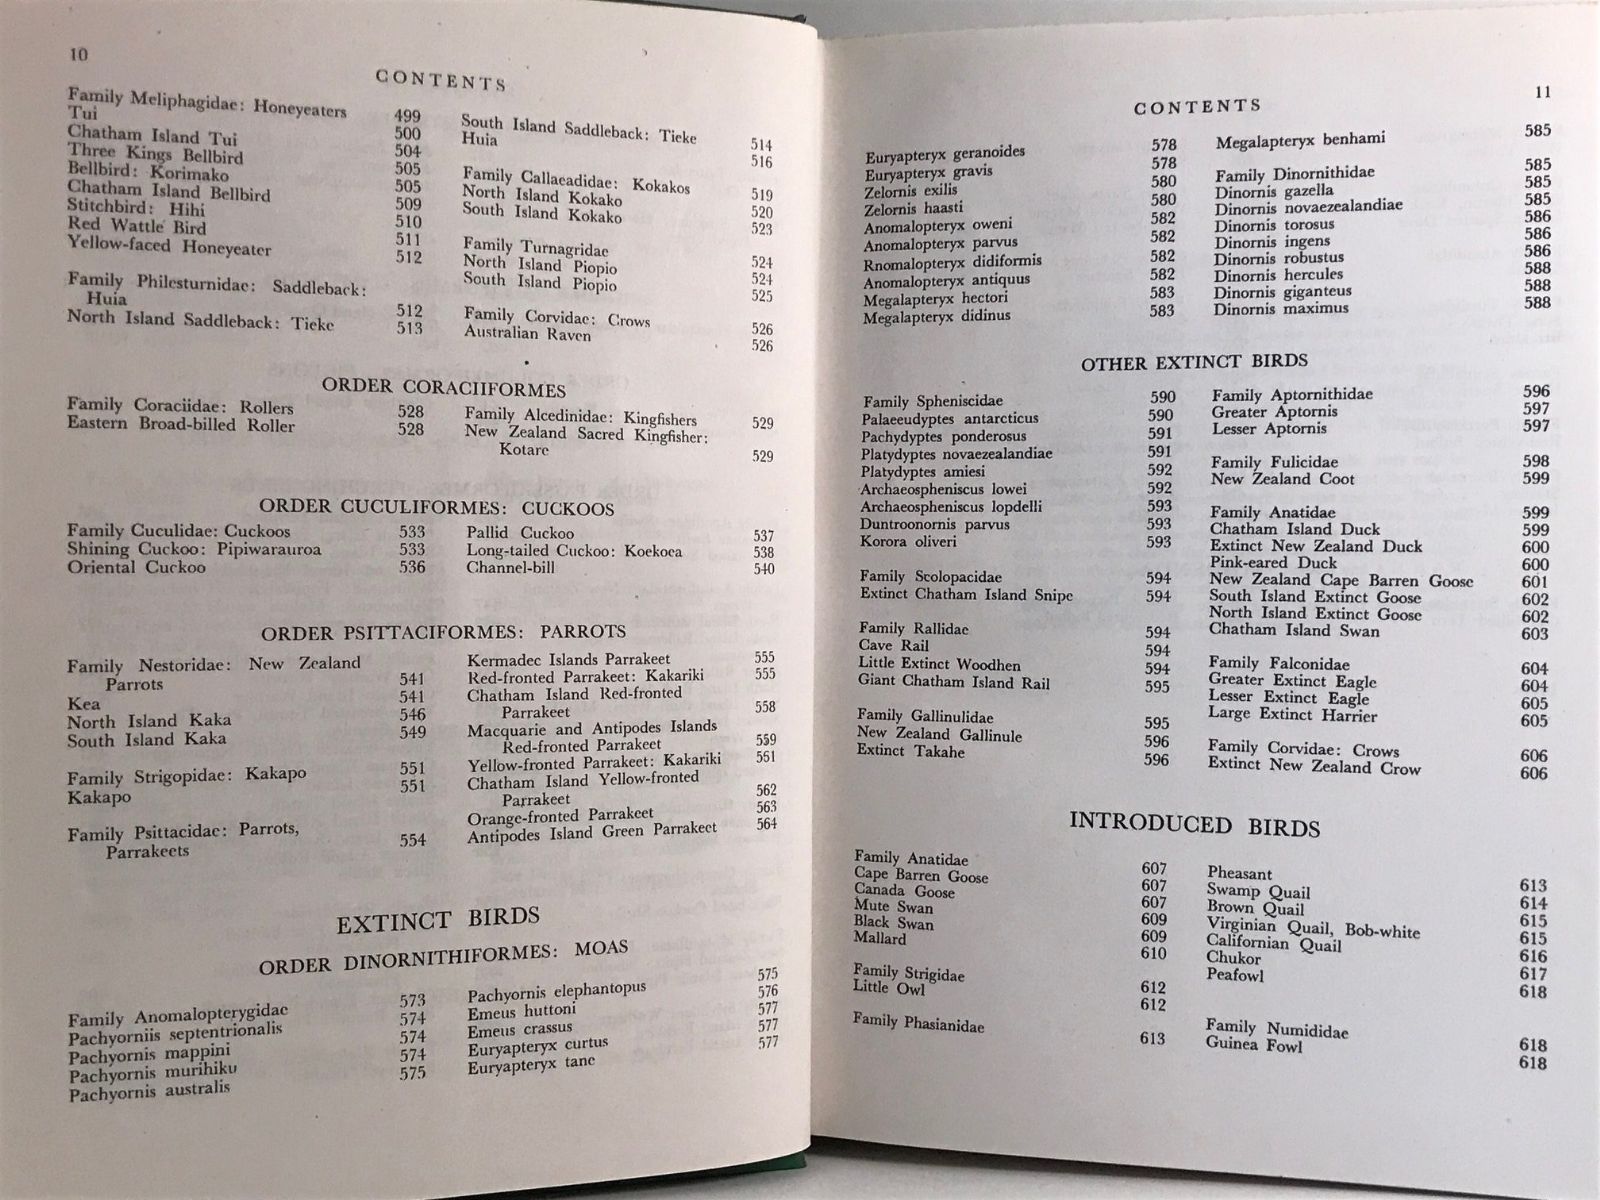 10
CONTENTS
Family Meliphagidae: Honeyeaters 499
Tui 500
Chatham Island Tui 504
Three Kings Bellbird 505
Bellbird: Korimako 505
Chatham Island Bellbird 509
Stitchbird: Hihi 510
Red Wattle Bird 511
Yellow-faced Honeyeater 512
Family Philesturnidae: Saddleback:
Huia 512
North Island Saddleback: Tieke 513
South Island Saddleback: Tieke 514
Huia 516
Family Callaeadidae: Kokakos 519
North Island Kokako 520
South Island Kokako 523
Family Turnagridae 524
North Island Piopio 524
South Island Piopio 525
Family Corvidae: Crows 526
Australian Raven 526
ORDER CORACIIFORMES
Family Coraciidae: Rollers 528
Eastern Broad-billed Roller 528
Family Alcedinidae: Kingfishers 529
New Zealand Sacred Kingfisher:
Kotare 529
ORDER CUCULIFORMES: CUCKOOS
Family Cuculidae: Cuckoos 533
Shining Cuckoo: Pipiwarauroa 533
Oriental Cuckoo 536
Pallid Cuckoo 537
Long-tailed Cuckoo: Koekoea 538
Channel-bill 540
ORDER PSITTACIFORMES: PARROTS
Family Nestoridae: New Zealand
Parrots 541
Kea 541
North Island Kaka 546
South Island Kaka 549
Family Strigopidae: Kakapo 551
Kakapo 551
Family Psittacidae: Parrots,
Parrakeets 554
Kermadec Islands Parrakeet 555
Red-fronted Parrakeet: Kakariki 555
Chatham Island Red-fronted
Parrakeet 558
Macquarie and Antipodes Islands
Red-fronted Parrakeet 559
Yellow-fronted Parrakeet: Kakariki 551
Chatham Island Yellow-fronted
Parrakeet 562
Orange-fronted Parrakeet 563
Antipodes Island Green Parrakeet 564
EXTINCT BIRDS
ORDER DINORNITHIFORMES: MOAS
Family Anomalopterygidae 573
Pachyorniis septentrionalis 574
Pachyornis mappini 574
Pachyornis murihiku 574
Pachyornis australis 575
Pachyornis elephantopus 575
Emeus huttoni 576
Emeus crassus 577
Euryapteryx curtus 577
Euryapteryx tane 577
11
CONTENTS
Euryapteryx geranoides 578
Euryapteryx gravis 578
Zelornis exilis 580
Zelornis haasti 580
Anomalopteryx oweni 582
Anomalopteryx parvus 582
Rnomalopteryx didiformis 582
Anomalopteryx antiquus 582
Megalapteryx hectori 583
Megalapteryx didinus 583
Megalapteryx benhami 585
Family Dinornithidae 585
Dinornis gazella 585
Dinornis novaezealandiae 585
Dinornis torosus 586
Dinornis ingens 586
Dinornis robustus 586
Dinornis hercules 588
Dinornis giganteus 588
Dinornis maximus 588
OTHER EXTINCT BIRDS
Family Spheniscidae 590
Palaeeudyptes antarcticus 590
Pachydyptes ponderosus 591
Platydyptes novaezealandiae 591
Platydyptes amiesi 592
Archaeospheniscus lowei 592
Archaeospheniscus lopdelli 593
Duntroonornis parvus 593
Korora oliveri 593
Family Scolopacidae 594
Extinct Chatham Island Snipe 594
Family Rallidae 594
Cave Rail 594
Little Extinct Woodhen 594
Giant Chatham Island Rail 595
Family Gallinulidae 595
New Zealand Gallinule 596
Extinct Takahe 596
Family Aptornithidae 596
Greater Aptornis 597
Lesser Aptornis 597
Family Fulicidae 598
New Zealand Coot 599
Family Anatidae 599
Chatham Island Duck 599
Extinct New Zealand Duck 600
Pink-eared Duck 600
New Zealand Cape Barren Goose 601
South Island Extinct Goose 602
North Island Extinct Goose 602
Chatham Island Swan 603
Family Falconidae 604
Greater Extinct Eagle 604
Lesser Extinct Eagle 605
Large Extinct Harrier 605
Family Corvidae: Crows 606
Extinct New Zealand Crow 606
INTRODUCED BIRDS
Family Anatidae 607
Cape Barren Goose 607
Canada Goose 607
Mute Swan 609
Black Swan 609
Mallard 610
Family Strigidae 612
Little Owl 612
Family Phasianidae 613
Pheasant 613
Swamp Quail 614
Brown Quail 615
Virginian Quail, Bob-white 615
Californian Quail 616
Chukor 617
Peafowl 618
Family Numididae 618
Guinea Fowl 618